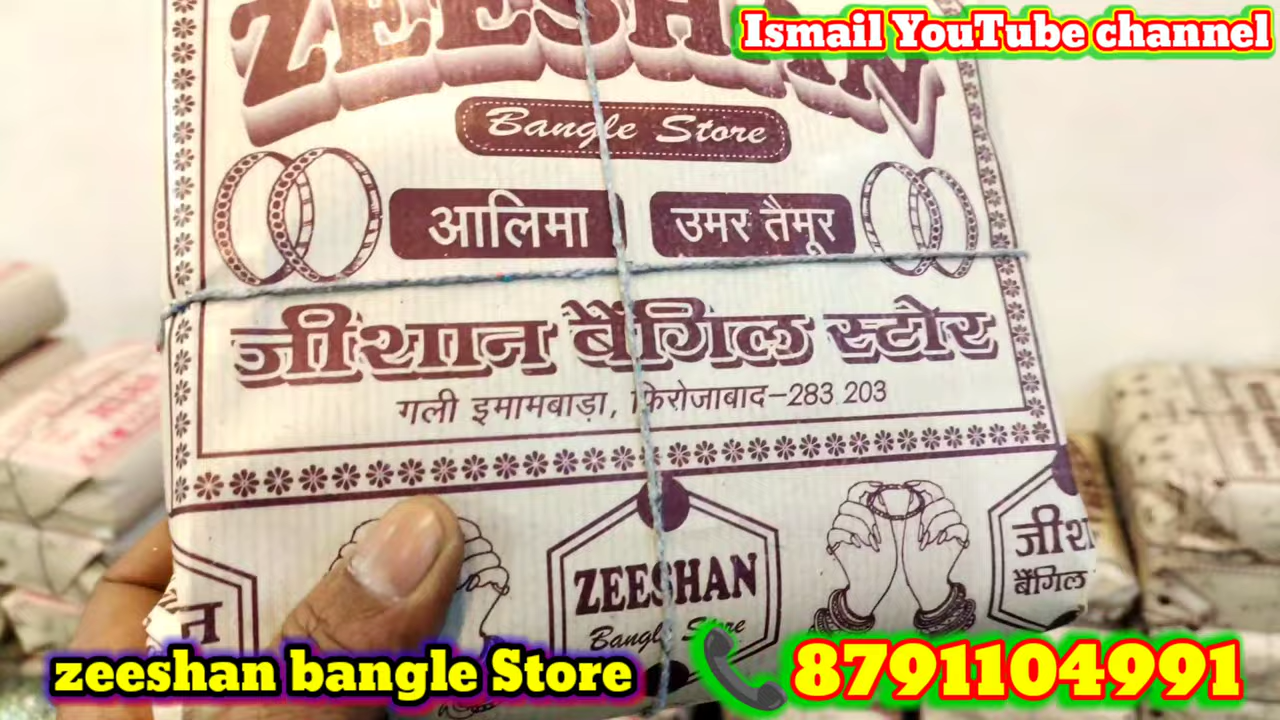 Ismail YouTube channel
ZEESHAN
Bangle Store
आलिमा उमर तैमूर
जीशान बैंगिल स्टोर
गली इमामबाड़ा, फिरोजाबाद-283 203
ZEESHAN
Bangle Store
जीश
बैंगिल
न
zeeshan bangle Store
8791104991